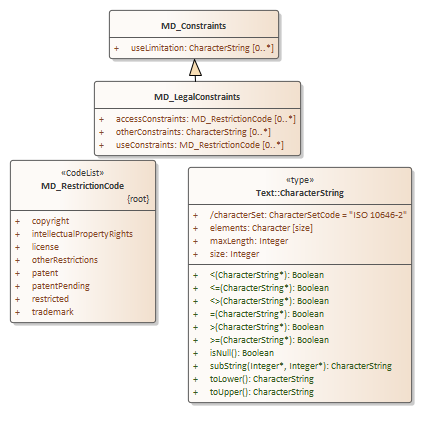 MD_Constraints
+ useLimitation: CharacterString [0..*]
MD_LegalConstraints
+ accessConstraints: MD_RestrictionCode [0..*]
+ otherConstraints: CharacterString [0..*]
+ useConstraints: MD_RestrictionCode [0..*]
«CodeList»
MD_RestrictionCode
{root}
+ copyright
+ intellectualPropertyRights
+ license
+ otherRestrictions
+ patent
+ patentPending
+ restricted
+ trademark
«type»
Text::CharacterString
+ /characterSet: CharacterSetCode = "ISO 10646-2"
+ elements: Character [size]
+ maxLength: Integer
+ size: Integer
+ <(CharacterString*): Boolean
+ <=(CharacterString*): Boolean
+ <>(CharacterString*): Boolean
+ =(CharacterString*): Boolean
+ >(CharacterString*): Boolean
+ >=(CharacterString*): Boolean
+ isNull(): Boolean
+ subString(Integer*, Integer*): CharacterString
+ toLower(): CharacterString
+ toUpper(): CharacterString